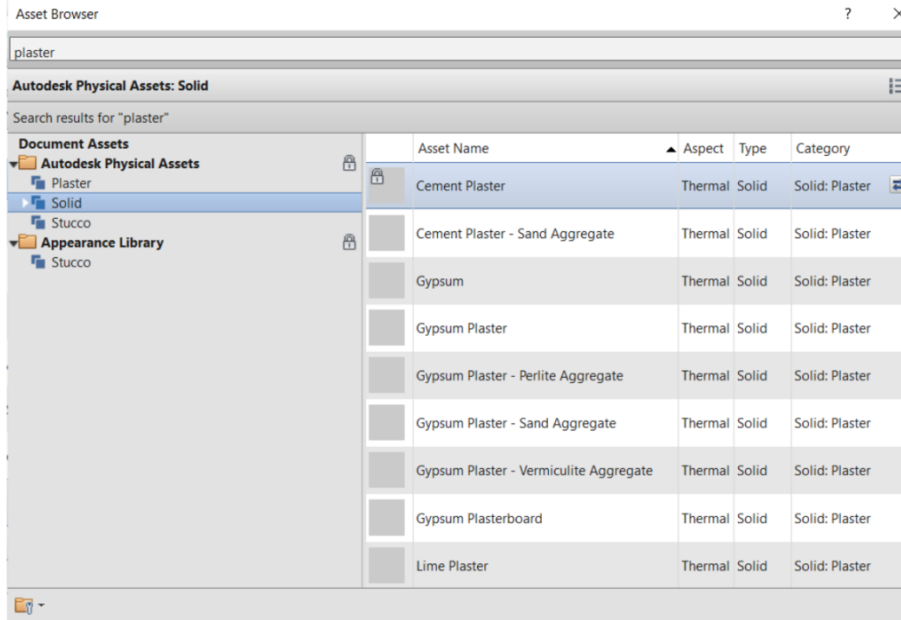 Asset Browser ?
plaster
Autodesk Physical Assets: Solid
Search results for "plaster"
Document Assets
Autodesk Physical Assets
Plaster
Solid
Stucco
Appearance Library
Stucco
Asset Name Aspect Type Category
Cement Plaster Thermal Solid Solid: Plaster
Cement Plaster - Sand Aggregate Thermal Solid Solid: Plaster
Gypsum Thermal Solid Solid: Plaster
Gypsum Plaster Thermal Solid Solid: Plaster
Gypsum Plaster - Perlite Aggregate Thermal Solid Solid: Plaster
Gypsum Plaster - Sand Aggregate Thermal Solid Solid: Plaster
Gypsum Plaster - Vermiculite Aggregate Thermal Solid Solid: Plaster
Gypsum Plasterboard Thermal Solid Solid: Plaster
Lime Plaster Thermal Solid Solid: Plaster